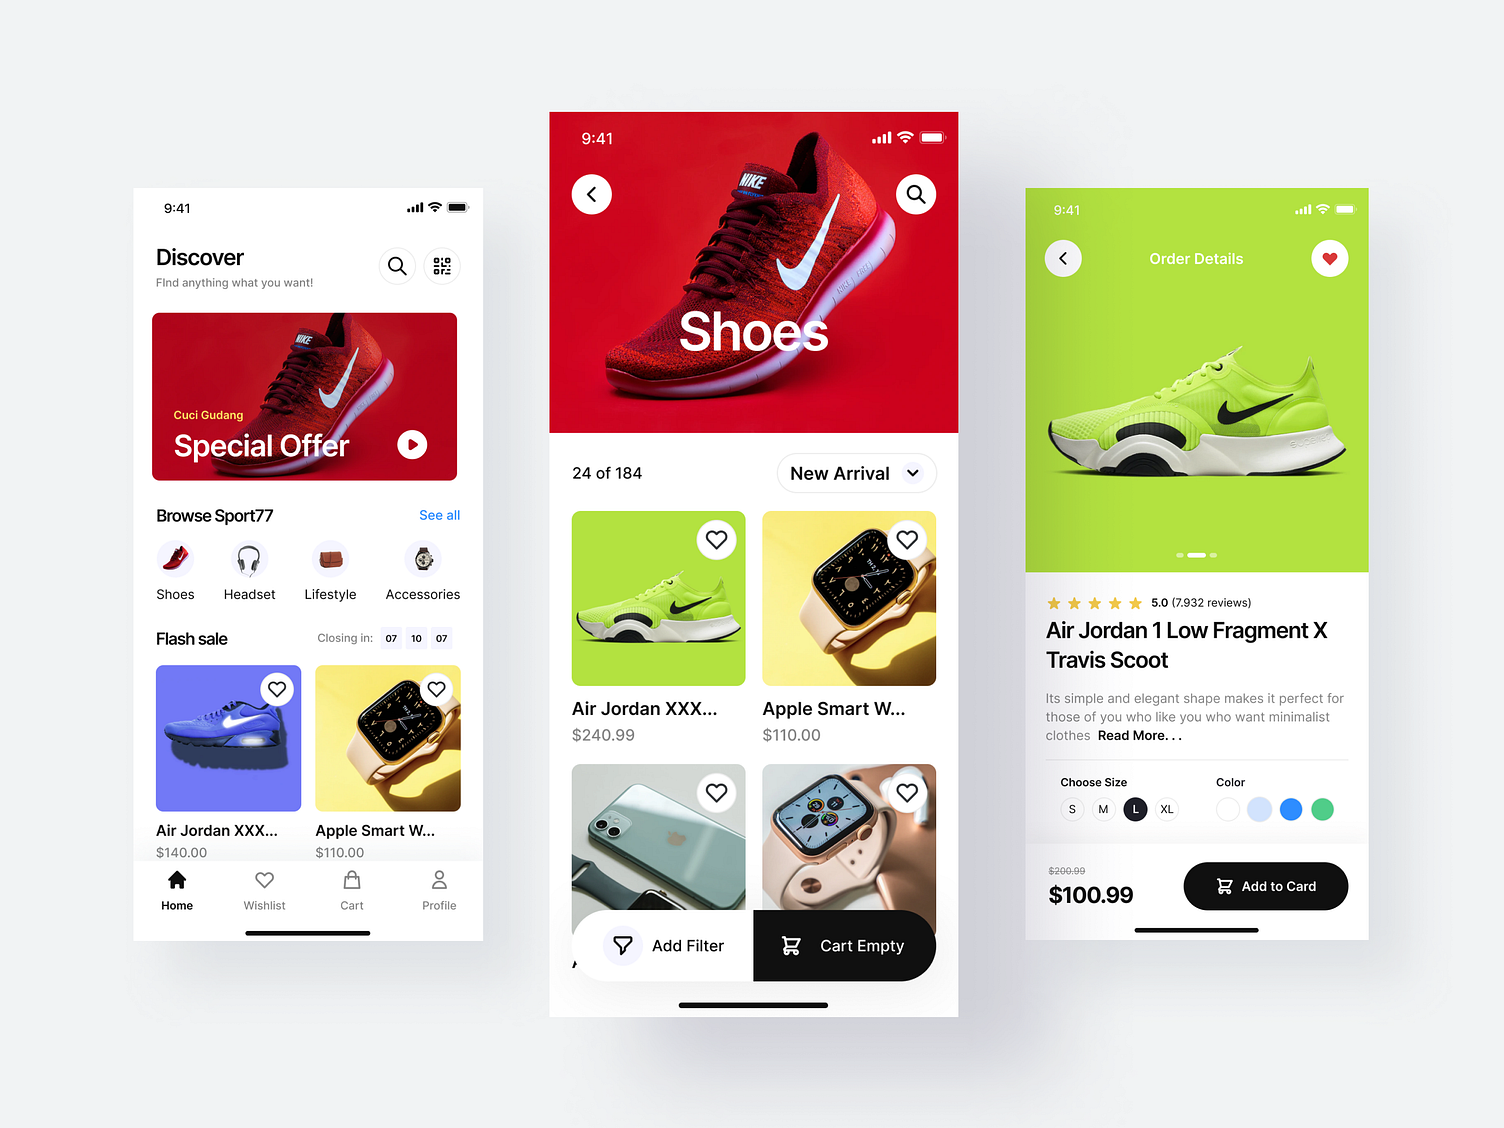 9:41
Discover
FInd anything what you want!
NIKE
Cuci Gudang
Special Offer
Browse Sport77
See all
Shoes
Headset
Lifestyle
Accessories
Flash sale
Closing in:
07
10
07
Air Jordan XXX...
$140.00
Apple Smart W...
$110.00
Home
Wishlist
Cart
Profile
9:41
NIKE
Shoes
24 of 184
New Arrival
Air Jordan XXX...
$240.99
Apple Smart W...
$110.00
Add Filter
Cart Empty
9:41
Order Details
5.0 (7.932 reviews)
Air Jordan 1 Low Fragment X
Travis Scoot
Its simple and elegant shape makes it perfect for
those of you who like you who want minimalist
clothes Read More. . .
Choose Size
S
M
L
XL
Color
$200.99
$100.99
Add to Card